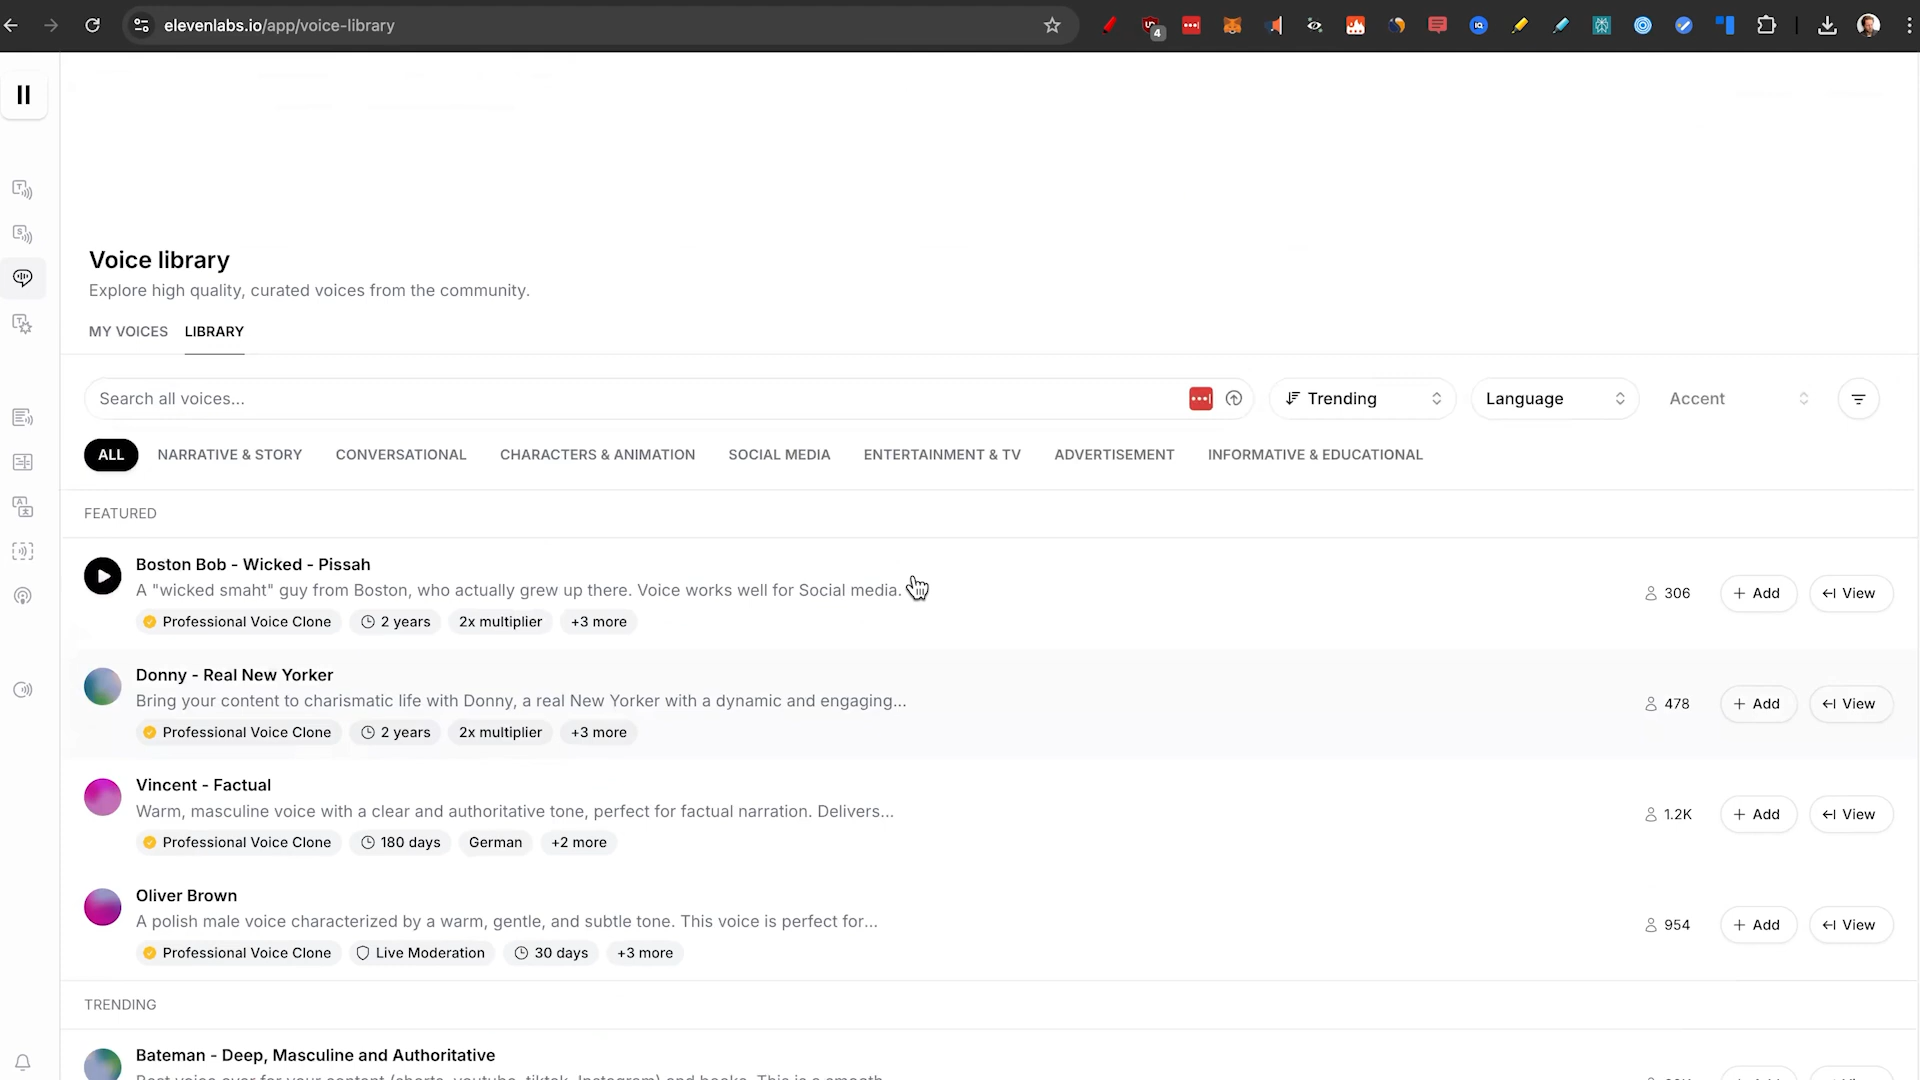 elevenlabs.io/app/voice-library
4
Voice library
Explore high quality, curated voices from the community.
MY VOICES LIBRARY
Search all voices... Trending Language Accent
ALL NARRATIVE & STORY CONVERSATIONAL CHARACTERS & ANIMATION SOCIAL MEDIA ENTERTAINMENT & TV ADVERTISEMENT INFORMATIVE & EDUCATIONAL
FEATURED
Boston Bob - Wicked - Pissah
A "wicked smaht" guy from Boston, who actually grew up there. Voice works well for Social media.
306 + Add View
Professional Voice Clone 2 years 2x multiplier +3 more
Donny - Real New Yorker
Bring your content to charismatic life with Donny, a real New Yorker with a dynamic and engaging...
478 + Add View
Professional Voice Clone 2 years 2x multiplier +3 more
Vincent - Factual
Warm, masculine voice with a clear and authoritative tone, perfect for factual narration. Delivers...
1.2K + Add View
Professional Voice Clone 180 days German +2 more
Oliver Brown
A polish male voice characterized by a warm, gentle, and subtle tone. This voice is perfect for...
954 + Add View
Professional Voice Clone Live Moderation 30 days +3 more
TRENDING
Bateman - Deep, Masculine and Authoritative